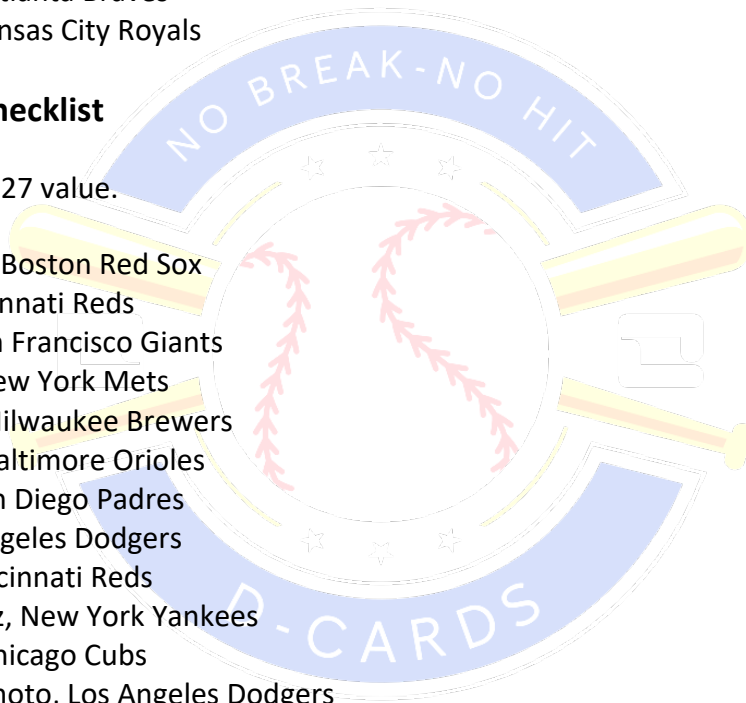 Atlanta Braves
Kansas City Royals
NO BREAK-NO HIT
hecklist
27 value.
Boston Red Sox
nnati Reds
Francisco Giants
ew York Mets
Milwaukee Brewers
altimore Orioles
Diego Padres
geles Dodgers
cinnati Reds
z, New York Yankees
hicago Cubs
noto, Los Angeles Dodgers
D-CARDS